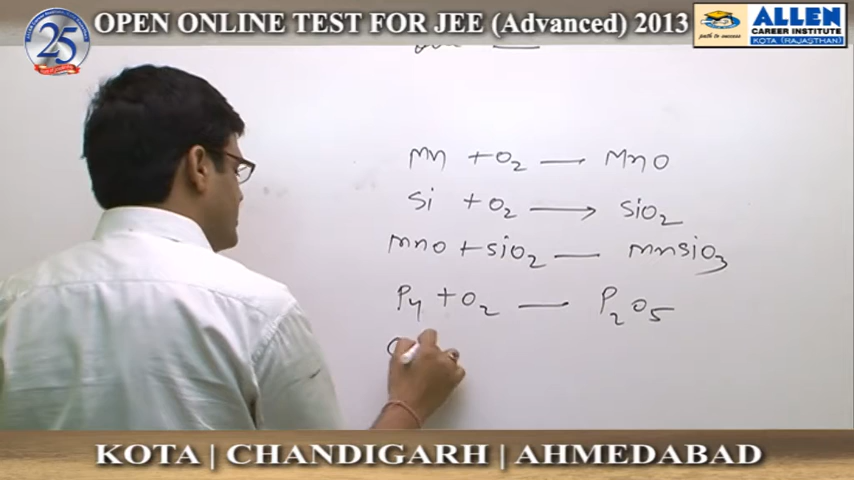 OPEN ONLINE TEST FOR JEE (Advanced) 2013
25
path to success
ALLEN
CAREER INSTITUTE
KOTA (RAJASTHAN)
Mn + O2 — MnO
Si + O2 → SiO2
MnO + SiO2 — MnSiO3
P4 + O2 — P2O5
KOTA | CHANDIGARH | AHMEDABAD